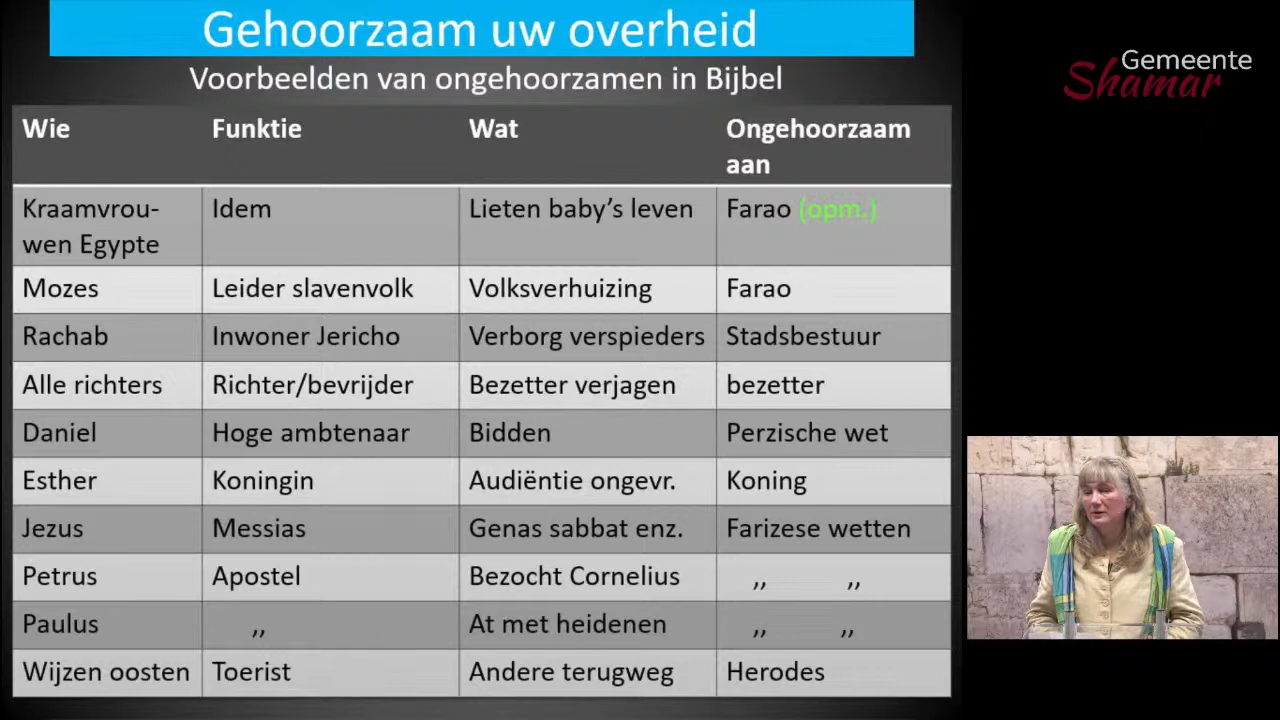 Gehoorzaam uw overheid
Voorbeelden van ongehoorzamen in Bijbel
Gemeente
Shamar
Wie Funktie Wat Ongehoorzaam
aan
Kraamvrou- Idem Lieten baby's leven Farao (opm.)
wen Egypte
Mozes Leider slavenvolk Volksverhuizing Farao
Rachab Inwoner Jericho Verborg verspieders Stadsbestuur
Alle richters Richter/bevrijder Bezetter verjagen bezetter
Daniel Hoge ambtenaar Bidden Perzische wet
Esther Koningin Audiëntie ongevr. Koning
Jezus Messias Genas sabbat enz. Farizese wetten
Petrus Apostel Bezocht Cornelius ,, ,,
Paulus ,, At met heidenen ,, ,,
Wijzen oosten Toerist Andere terugweg Herodes